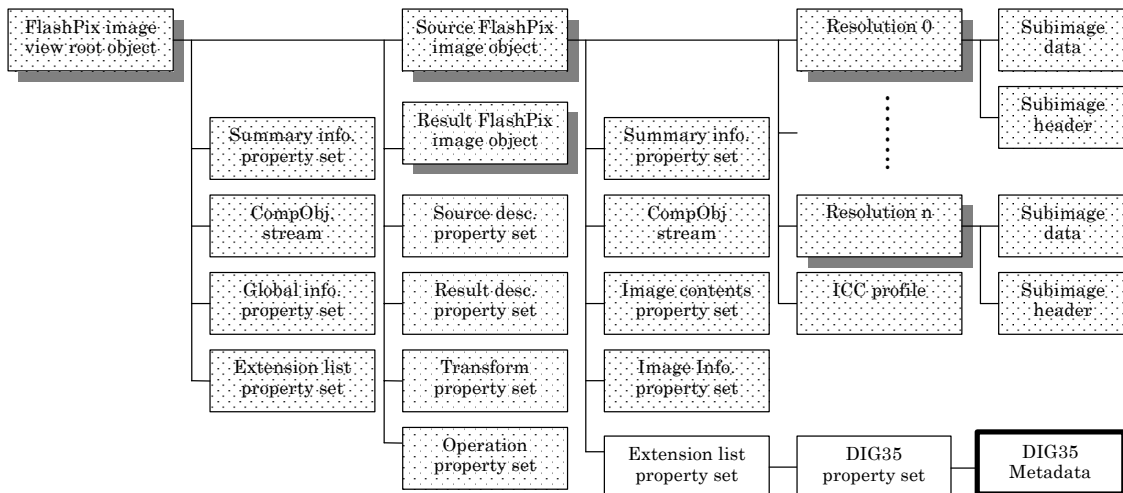 FlashPix image
view root object
Source FlashPix
image object
Resolution 0
Subimage
data
Result FlashPix
image object
Subimage
header
Summary info.
property set
Summary info.
property set
CompObj.
stream
Source desc.
property set
CompObj
stream
Resolution n
Subimage
data
Global info.
property set
Result desc.
property set
Image contents
property set
ICC profile
Subimage
header
Extension list
property set
Transform
property set
Image Info.
property set
Operation
property set
Extension list
property set
DIG35
property set
DIG35
Metadata